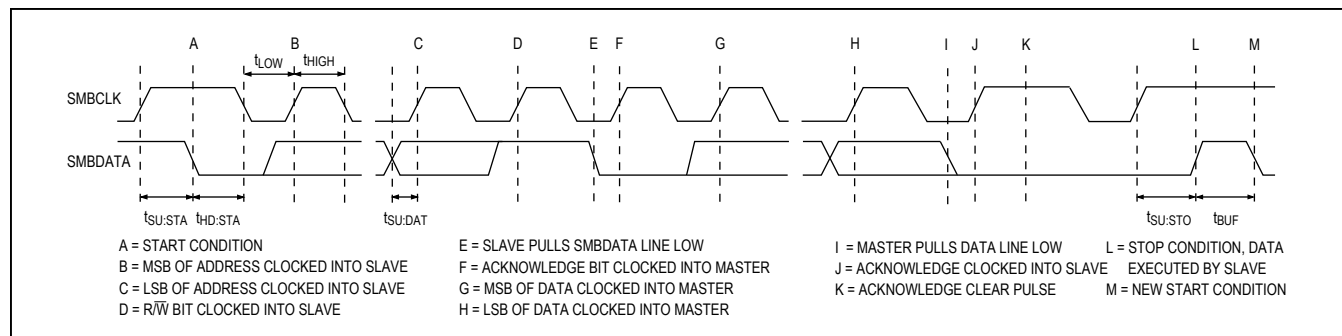 A B C D E F G H I J K L M
tLOW tHIGH
SMBCLK
SMBDATA
tSU:STA tHD:STA tSU:DAT tSU:STO tBUF
A = START CONDITION
B = MSB OF ADDRESS CLOCKED INTO SLAVE
C = LSB OF ADDRESS CLOCKED INTO SLAVE
D = R/W̅ BIT CLOCKED INTO SLAVE
E = SLAVE PULLS SMBDATA LINE LOW
F = ACKNOWLEDGE BIT CLOCKED INTO MASTER
G = MSB OF DATA CLOCKED INTO MASTER
H = LSB OF DATA CLOCKED INTO MASTER
I = MASTER PULLS DATA LINE LOW
J = ACKNOWLEDGE CLOCKED INTO SLAVE
K = ACKNOWLEDGE CLEAR PULSE
L = STOP CONDITION, DATA
EXECUTED BY SLAVE
M = NEW START CONDITION